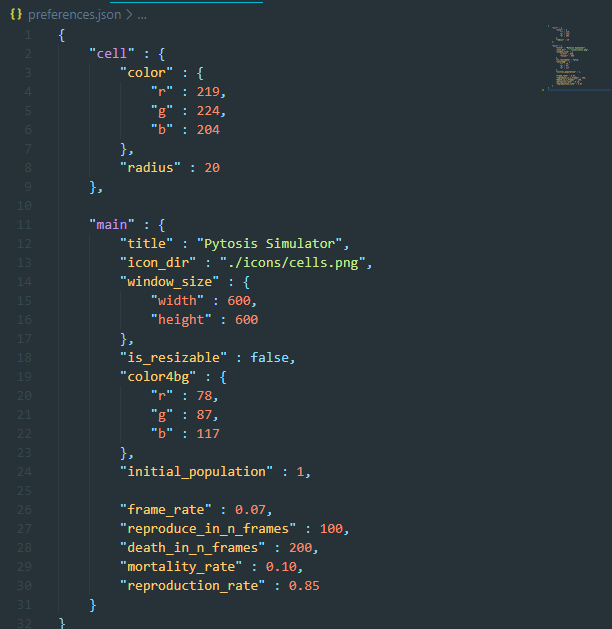 {} preferences.json > ...
1 {
2 "cell" : {
3 "color" : {
4 "r" : 219,
5 "g" : 224,
6 "b" : 204
7 },
8 "radius" : 20
9 },
10
11 "main" : {
12 "title" : "Pytosis Simulator",
13 "icon_dir" : "./icons/cells.png",
14 "window_size" : {
15 "width" : 600,
16 "height" : 600
17 },
18 "is_resizable" : false,
19 "color4bg" : {
20 "r" : 78,
21 "g" : 87,
22 "b" : 117
23 },
24 "initial_population" : 1,
25
26 "frame_rate" : 0.07,
27 "reproduce_in_n_frames" : 100,
28 "death_in_n_frames" : 200,
29 "mortality_rate" : 0.10,
30 "reproduction_rate" : 0.85
31 }
32 }